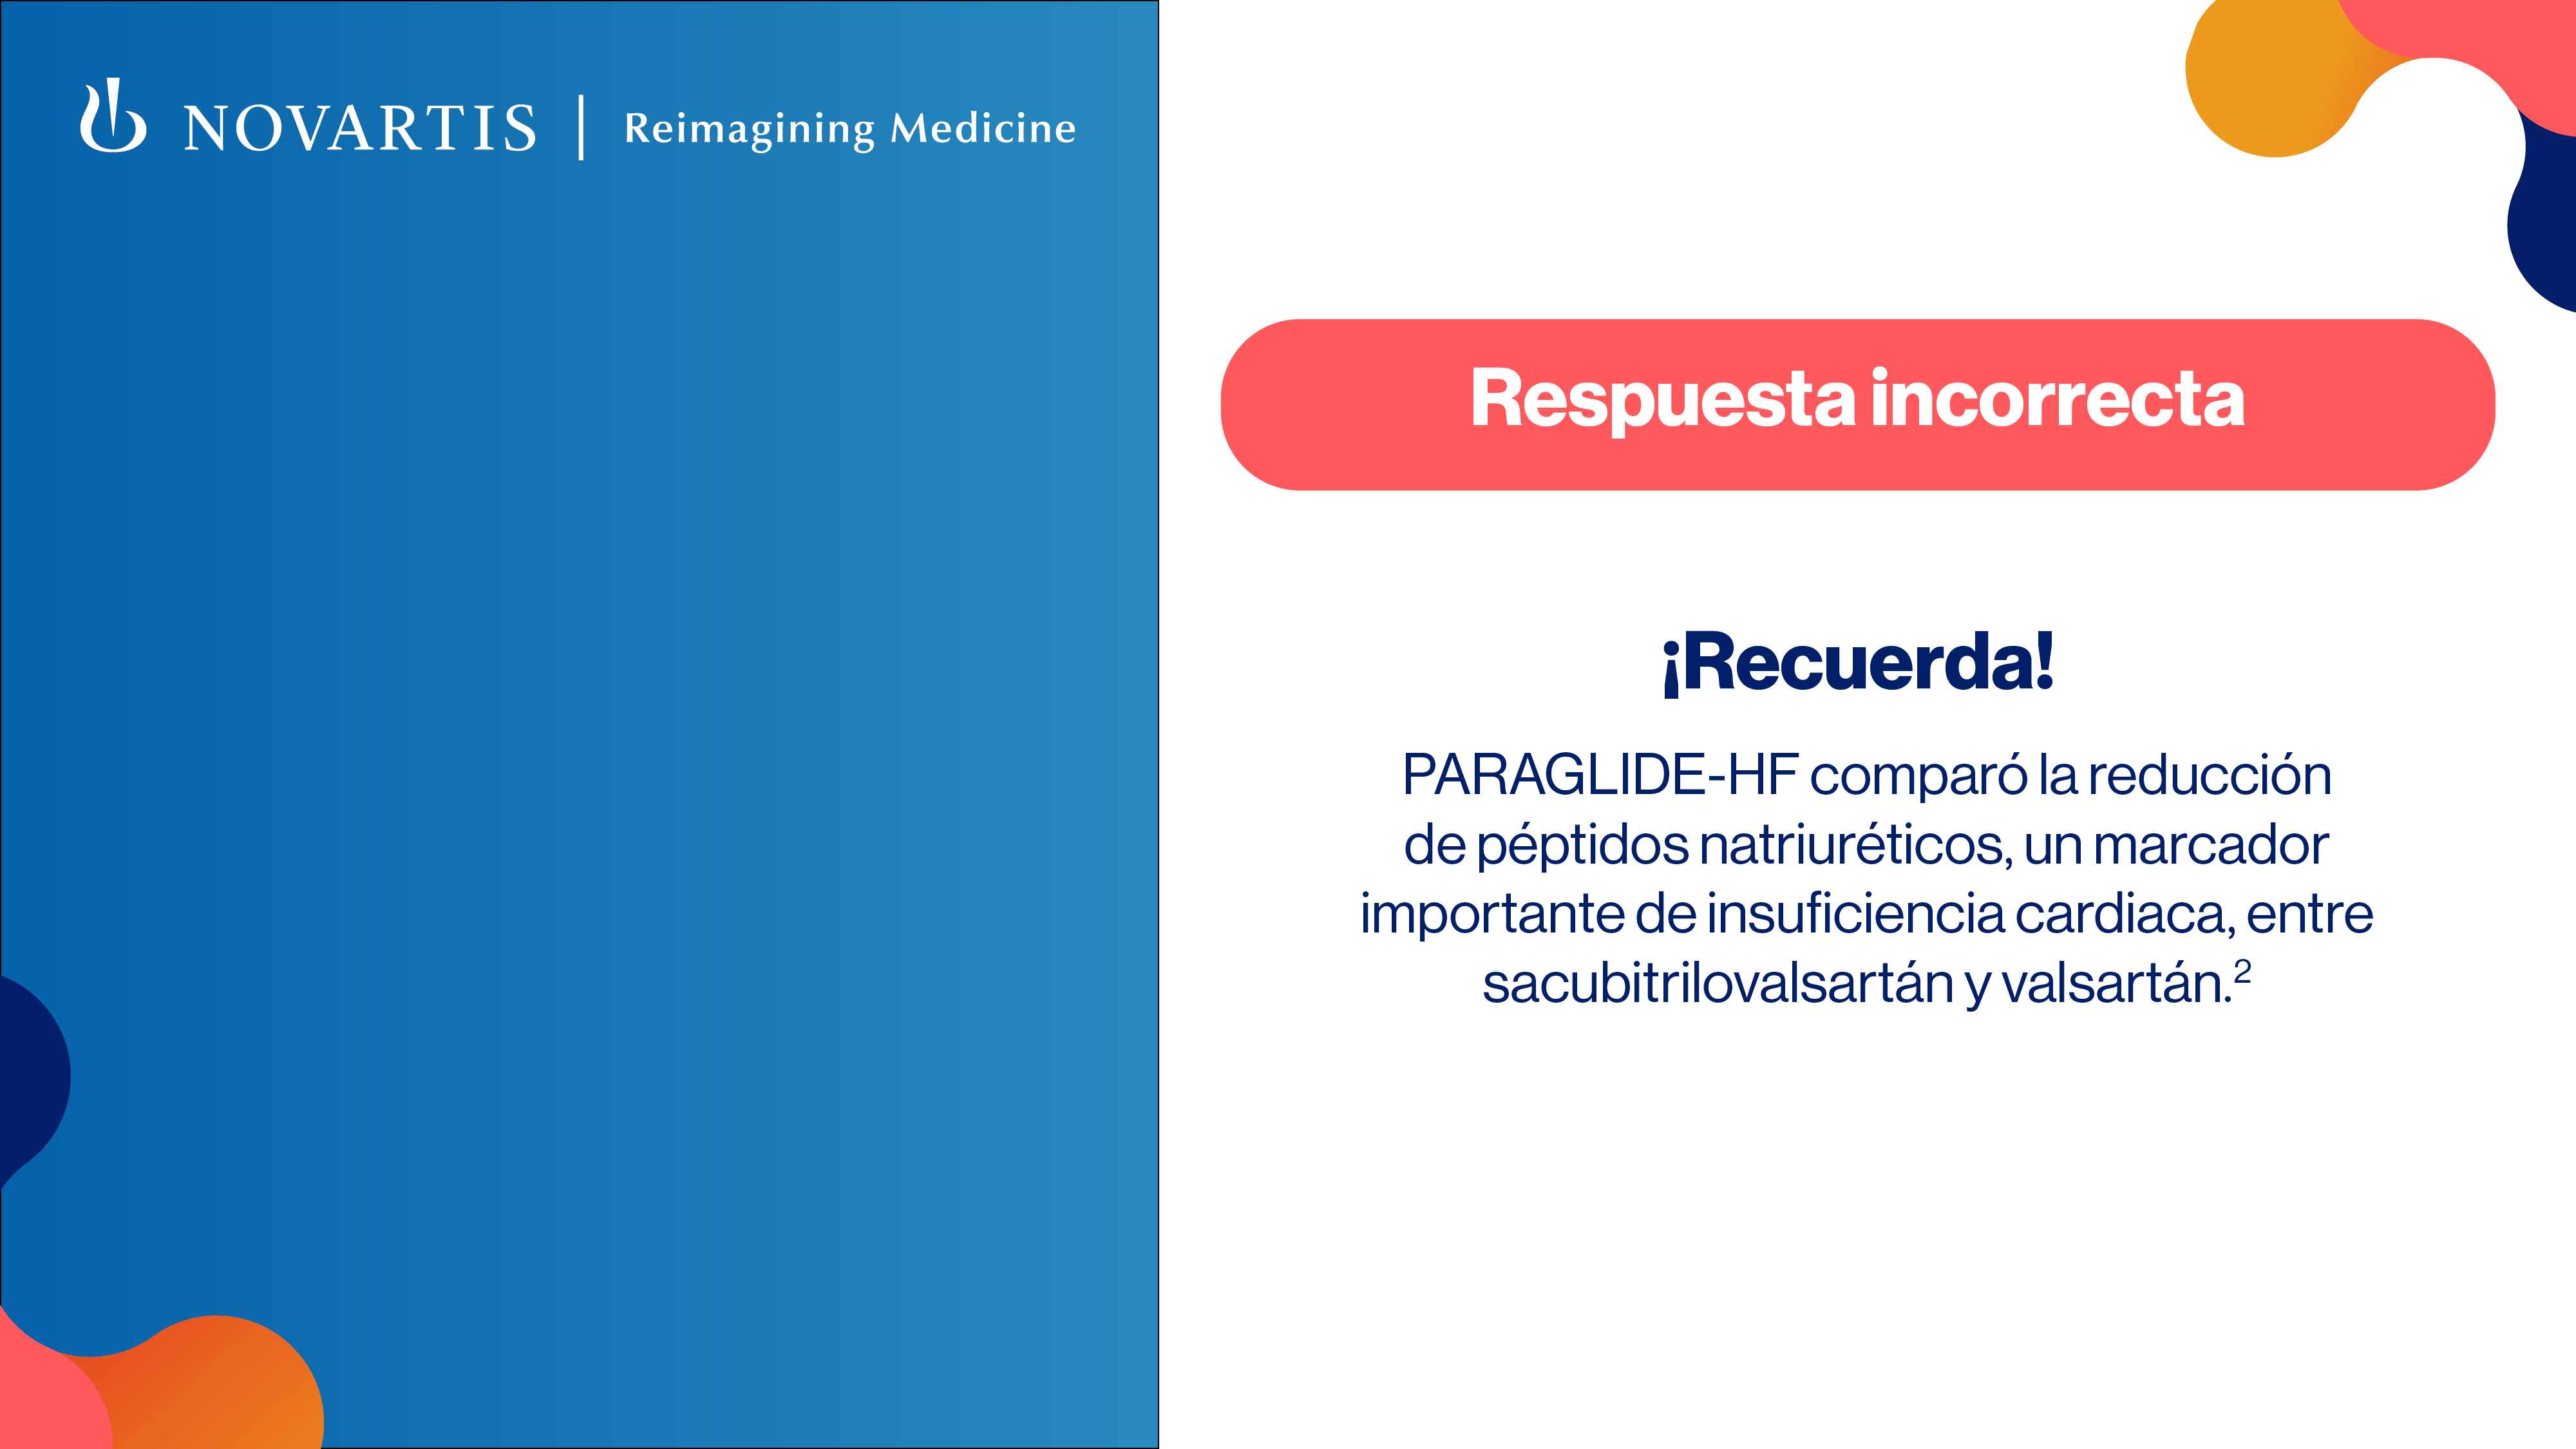 NOVARTIS | Reimagining Medicine
Respuesta incorrecta
¡Recuerda!
PARAGLIDE-HF comparó la reducción
de péptidos natriuréticos, un marcador
importante de insuficiencia cardiaca, entre
sacubitrilovalsartán y valsartán.²